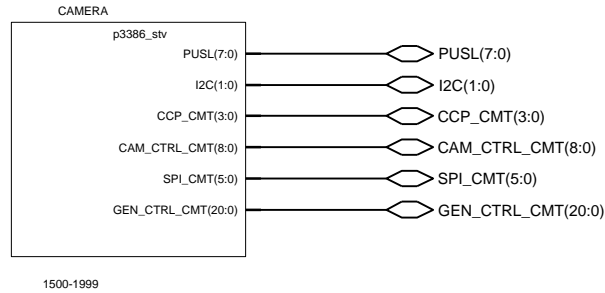 CAMERA
p3386_stv
PUSL(7:0) PUSL(7:0)
I2C(1:0) I2C(1:0)
CCP_CMT(3:0) CCP_CMT(3:0)
CAM_CTRL_CMT(8:0) CAM_CTRL_CMT(8:0)
SPI_CMT(5:0) SPI_CMT(5:0)
GEN_CTRL_CMT(20:0) GEN_CTRL_CMT(20:0)
1500-1999